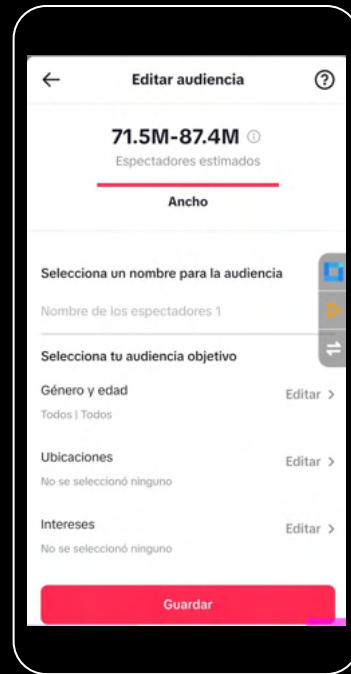 Editar audiencia
71.5M-87.4M
Espectadores estimados
Ancho
Selecciona un nombre para la audiencia
Nombre de los espectadores 1
Selecciona tu audiencia objetivo
Género y edad
Editar >
Todos | Todos
Ubicaciones
Editar >
No se seleccionó ninguno
Intereses
Editar >
No se seleccionó ninguno
Guardar